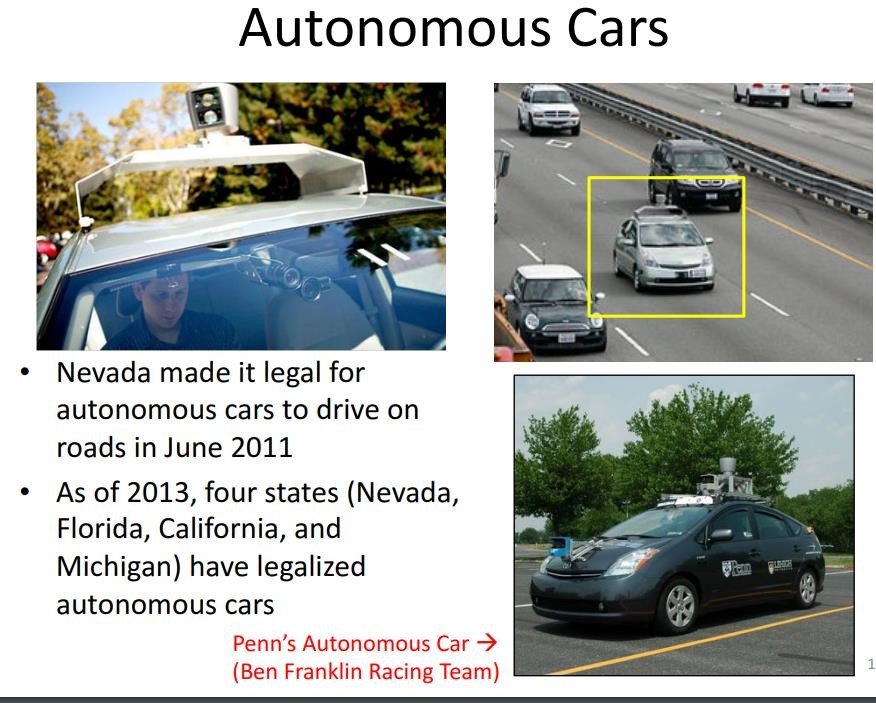 Autonomous Cars
• Nevada made it legal for
autonomous cars to drive on
roads in June 2011
• As of 2013, four states (Nevada,
Florida, California, and
Michigan) have legalized
autonomous cars
Penn's Autonomous Car →
(Ben Franklin Racing Team)
Penn
LEHIGH
1